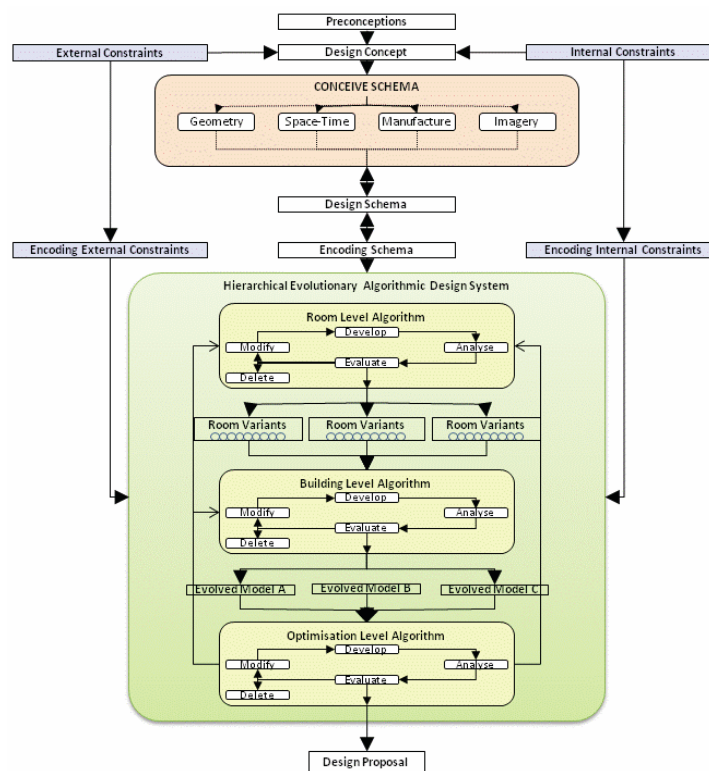 Preconceptions
External Constraints
Design Concept
Internal Constraints
CONCEIVE SCHEMA
Geometry
Space-Time
Manufacture
Imagery
Design Schema
Encoding External Constraints
Encoding Schema
Encoding Internal Constraints
Hierarchical Evolutionary Algorithmic Design System
Room Level Algorithm
Develop
Modify
Analyse
Evaluate
Delete
Room Variants
Room Variants
Room Variants
Building Level Algorithm
Develop
Modify
Analyse
Evaluate
Delete
Evolved Model A
Evolved Model B
Evolved Model C
Optimisation Level Algorithm
Develop
Modify
Analyse
Evaluate
Delete
Design Proposal